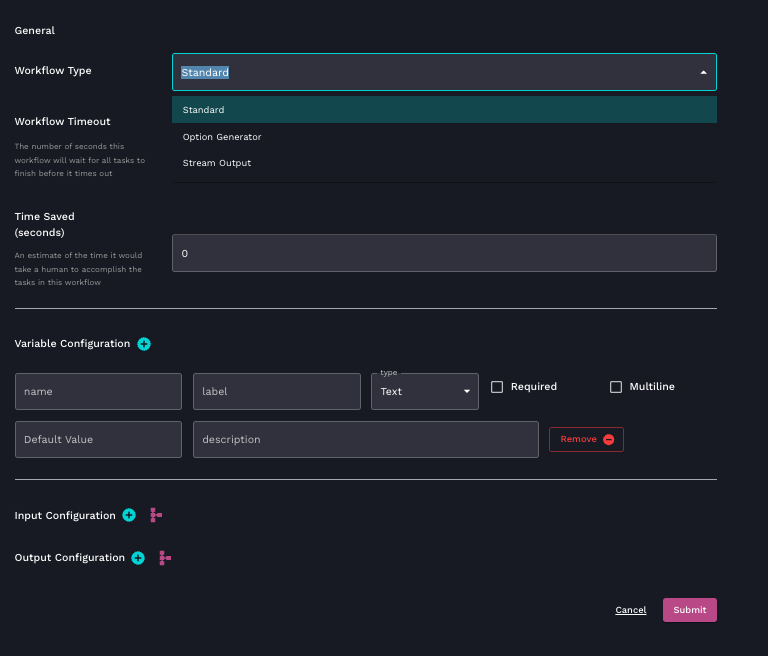 General
Workflow Type
Standard
Standard
Option Generator
Stream Output
Workflow Timeout
The number of seconds this
workflow will wait for all tasks to
finish before it times out
Time Saved
(seconds)
An estimate of the time it would
take a human to accomplish the
tasks in this workflow
0
Variable Configuration
name
label
type
Text
Required
Multiline
Default Value
description
Remove
Input Configuration
Output Configuration
Cancel
Submit